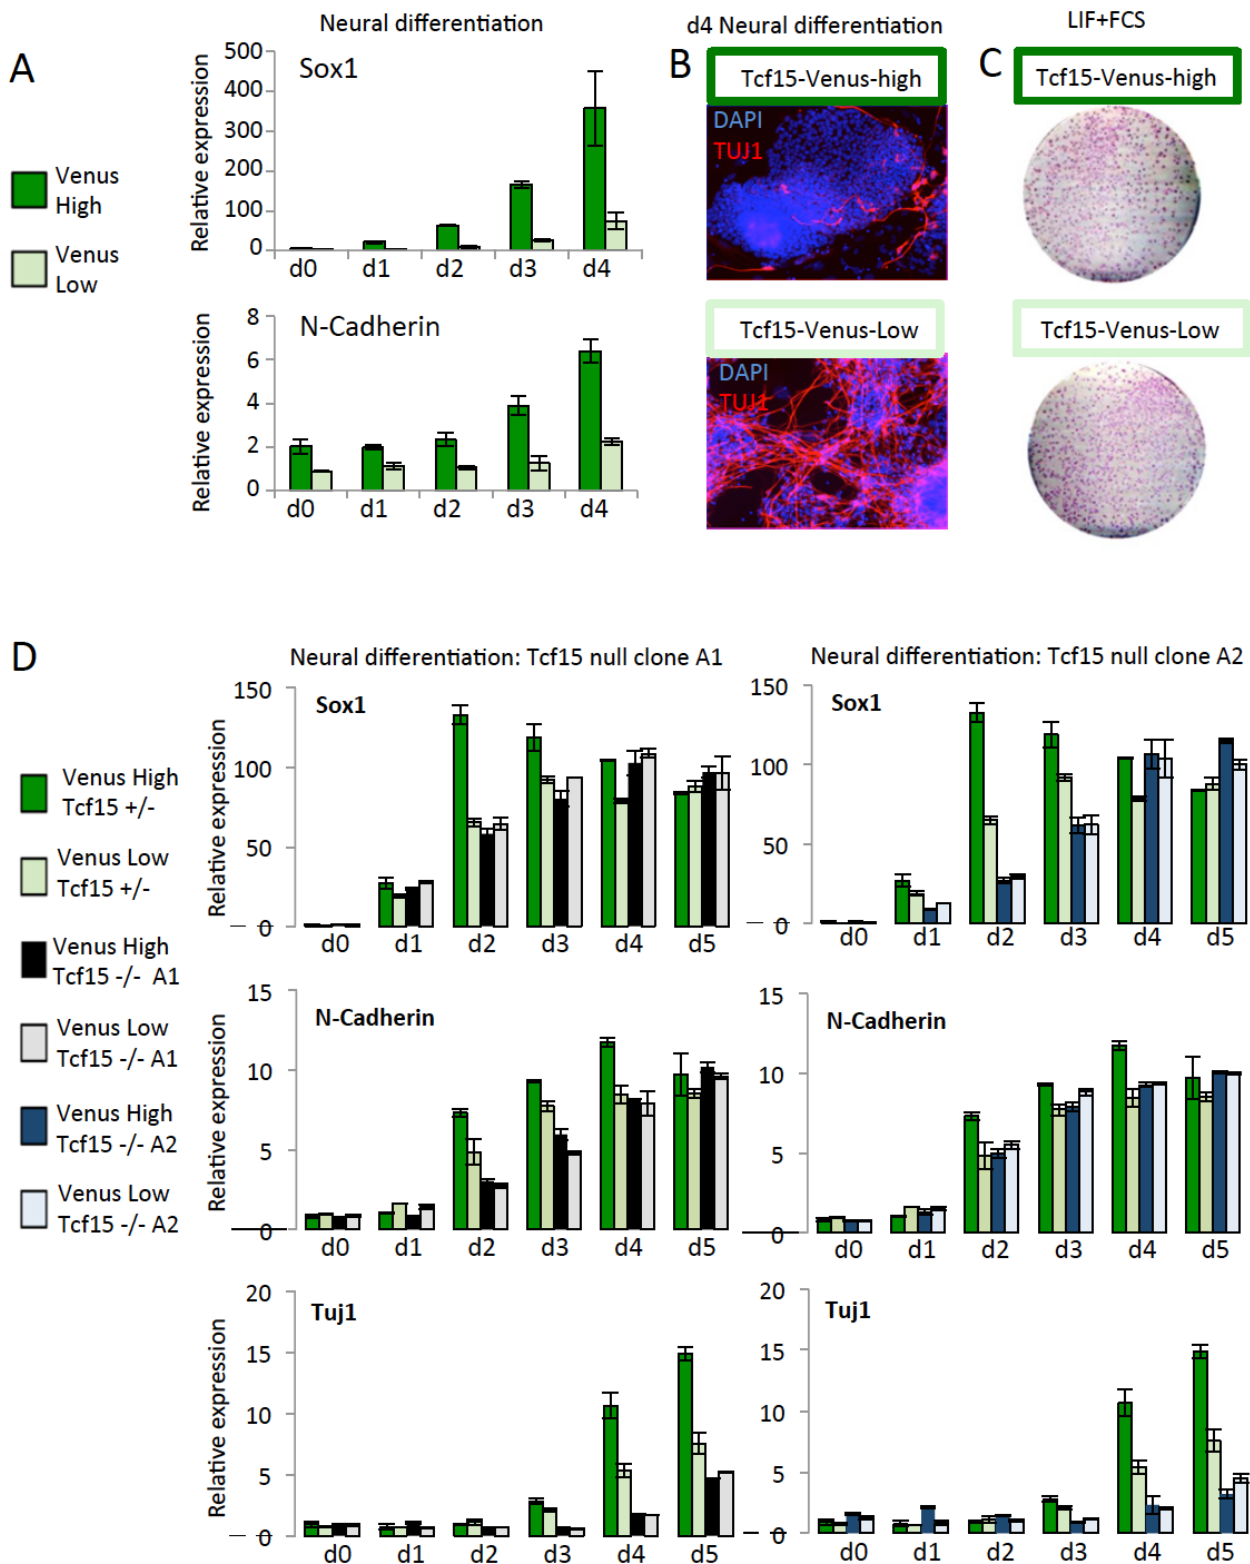 Neural differentiation
A
Sox1
Relative expression
500
400
300
200
100
0
d0 d1 d2 d3 d4
Venus
High
Venus
Low
N-Cadherin
Relative expression
8
6
4
2
0
d0 d1 d2 d3 d4
d4 Neural differentiation
B
Tcf15-Venus-high
DAPI
TUJ1
Tcf15-Venus-Low
DAPI
TUJ1
LIF+FCS
C
Tcf15-Venus-high
Tcf15-Venus-Low
D
Venus High
Tcf15 +/-
Venus Low
Tcf15 +/-
Venus High
Tcf15 -/- A1
Venus Low
Tcf15 -/- A1
Venus High
Tcf15 -/- A2
Venus Low
Tcf15 -/- A2
Neural differentiation: Tcf15 null clone A1
Sox1
Relative expression
150
100
50
0
d0 d1 d2 d3 d4 d5
N-Cadherin
Relative expression
15
10
5
0
d0 d1 d2 d3 d4 d5
Tuj1
Relative expression
20
15
10
5
0
d0 d1 d2 d3 d4 d5
Neural differentiation: Tcf15 null clone A2
Sox1
150
100
50
0
d0 d1 d2 d3 d4 d5
N-Cadherin
15
10
5
0
d0 d1 d2 d3 d4 d5
Tuj1
20
15
10
5
0
d0 d1 d2 d3 d4 d5